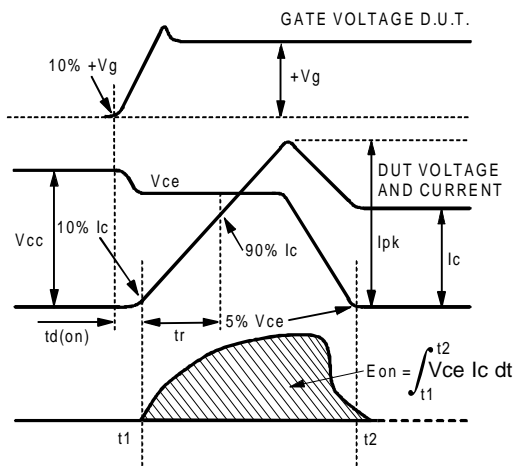 GATE VOLTAGE D.U.T.
10% +Vg
+Vg
Vce
DUT VOLTAGE
AND CURRENT
Vcc
10% Ic
90% Ic
Ipk
Ic
td(on)
tr
5% Vce
Eon = ∫ t1 t2 Vce Ic dt
t1
t2